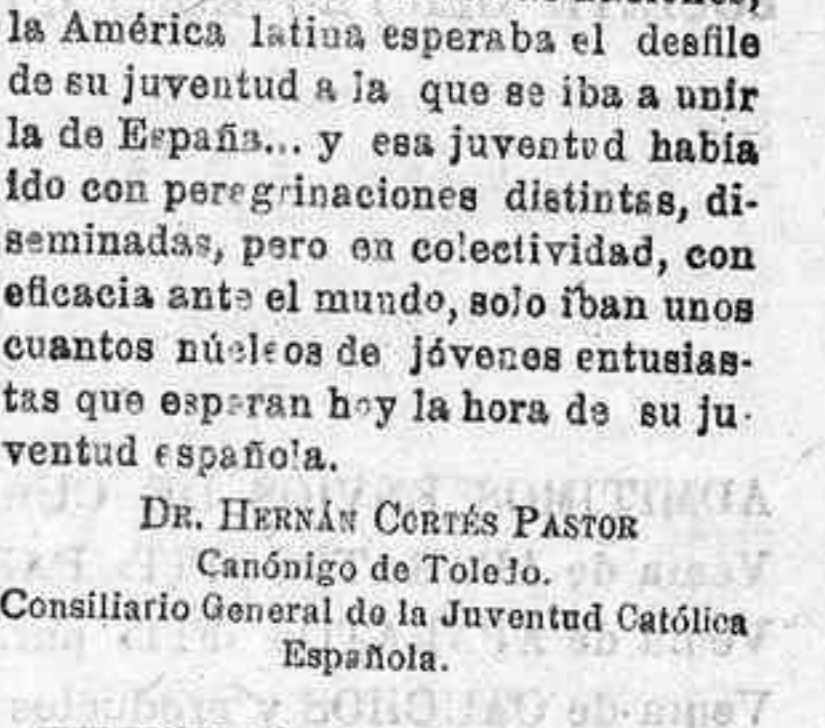 la América latina esperaba el desfile
de su juventud a la que se iba a unir
la de España... y esa juventud había
ido con peregrinaciones distintas, di-
seminadas, pero en colectividad, con
eficacia ante el mundo, solo iban unos
cuantos núcleos de jóvenes entusias-
tas que esperan hoy la hora de su ju-
ventud española.
DR. HERNÁN CORTÉS PASTOR
Canónigo de Toledo.
Consiliario General de la Juventud Católica
Española.